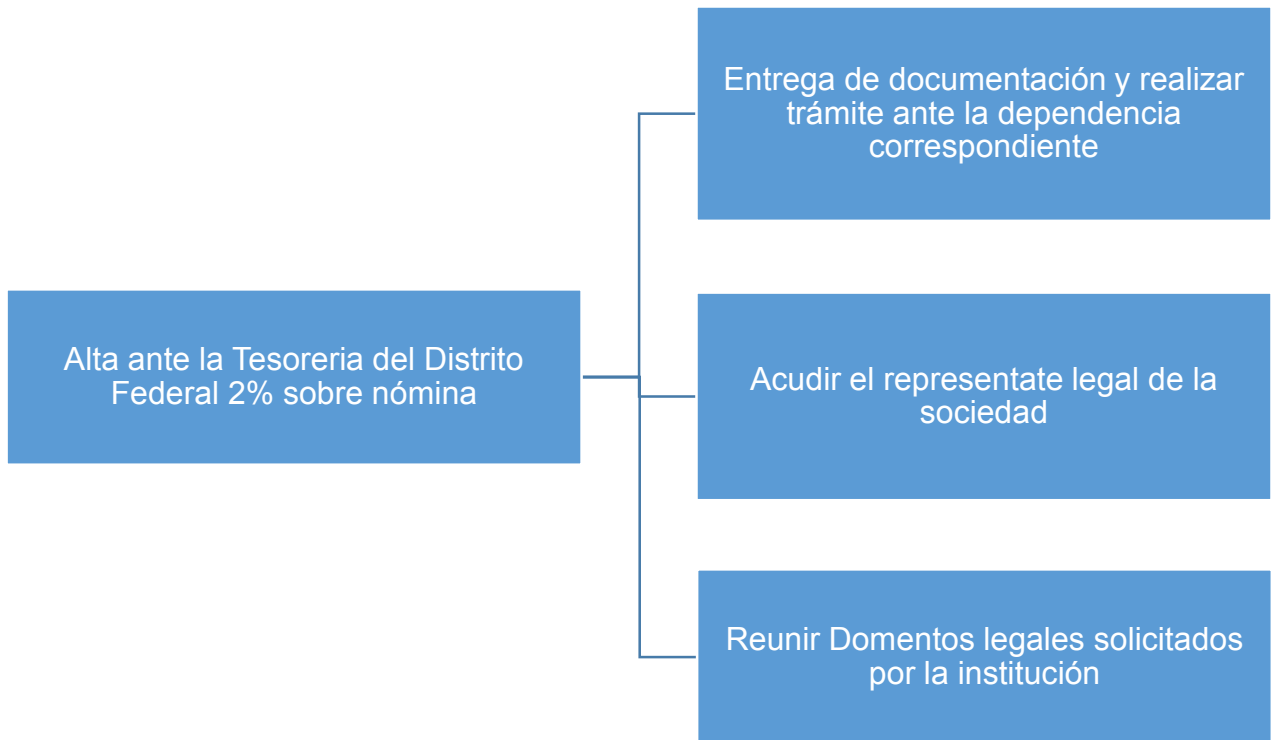 Entrega de documentación y realizar
trámite ante la dependencia
correspondiente
Alta ante la Tesoreria del Distrito
Federal 2% sobre nómina
Acudir el represetate legal de la
sociedad
Reunir Domentos legales solicitados
por la institución